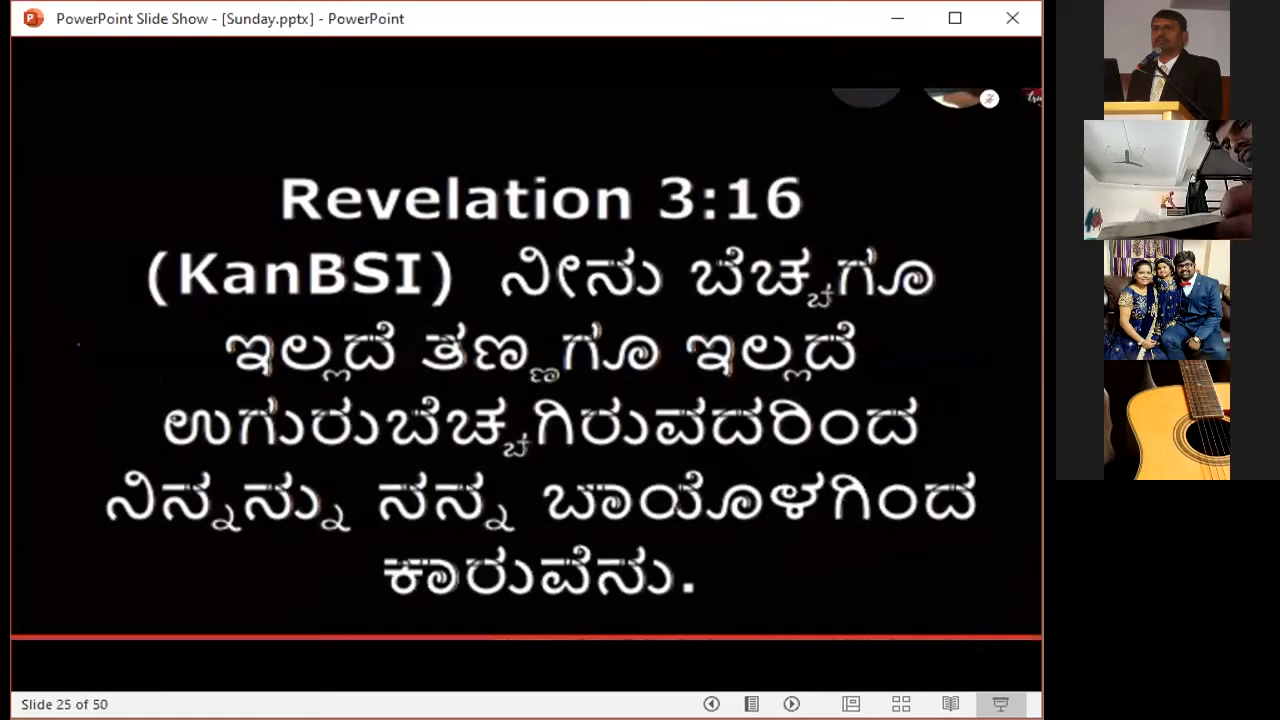 PowerPoint Slide Show - [Sunday.pptx] - PowerPoint
Revelation 3:16
(KanBSI) ನೀನು ಬೆಚ್ಚಗೂ
ಇಲ್ಲದೆ ತಣ್ಣಗೂ ಇಲ್ಲದೆ
ಉಗುರುಬೆಚ್ಚಗಿರುವದರಿಂದ
ನಿನ್ನನ್ನು ನನ್ನ ಬಾಯೊಳಗಿಂದ
ಕಾರುವೆನು.
Slide 25 of 50